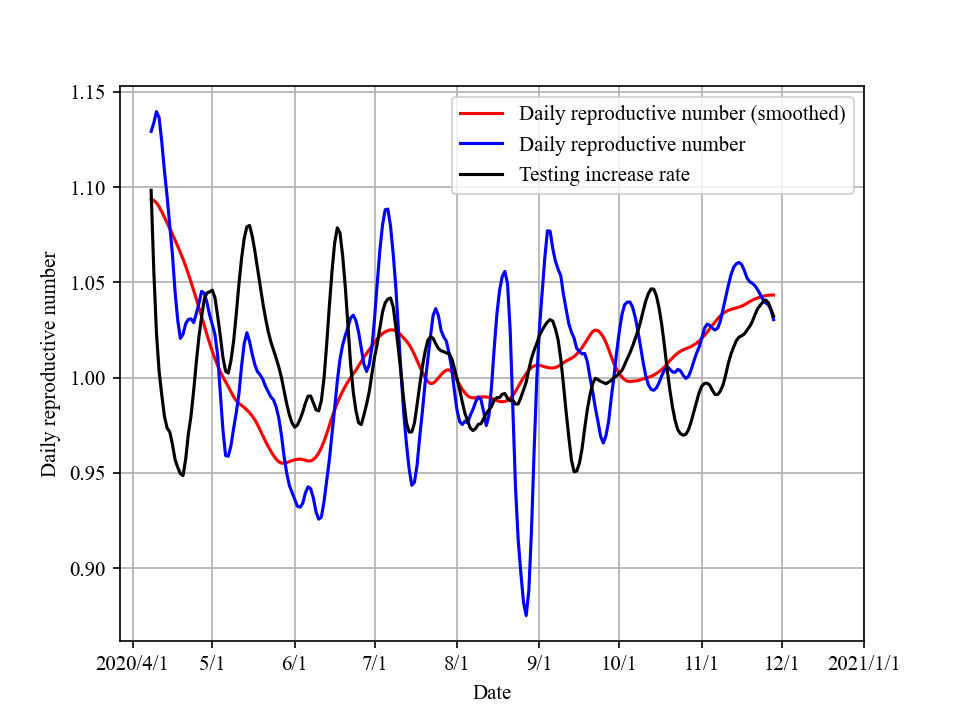 Daily reproductive number (smoothed)
Daily reproductive number
Testing increase rate
1.15
1.10
1.05
1.00
0.95
0.90
Daily reproductive number
2020/4/1 5/1 6/1 7/1 8/1 9/1 10/1 11/1 12/1 2021/1/1
Date